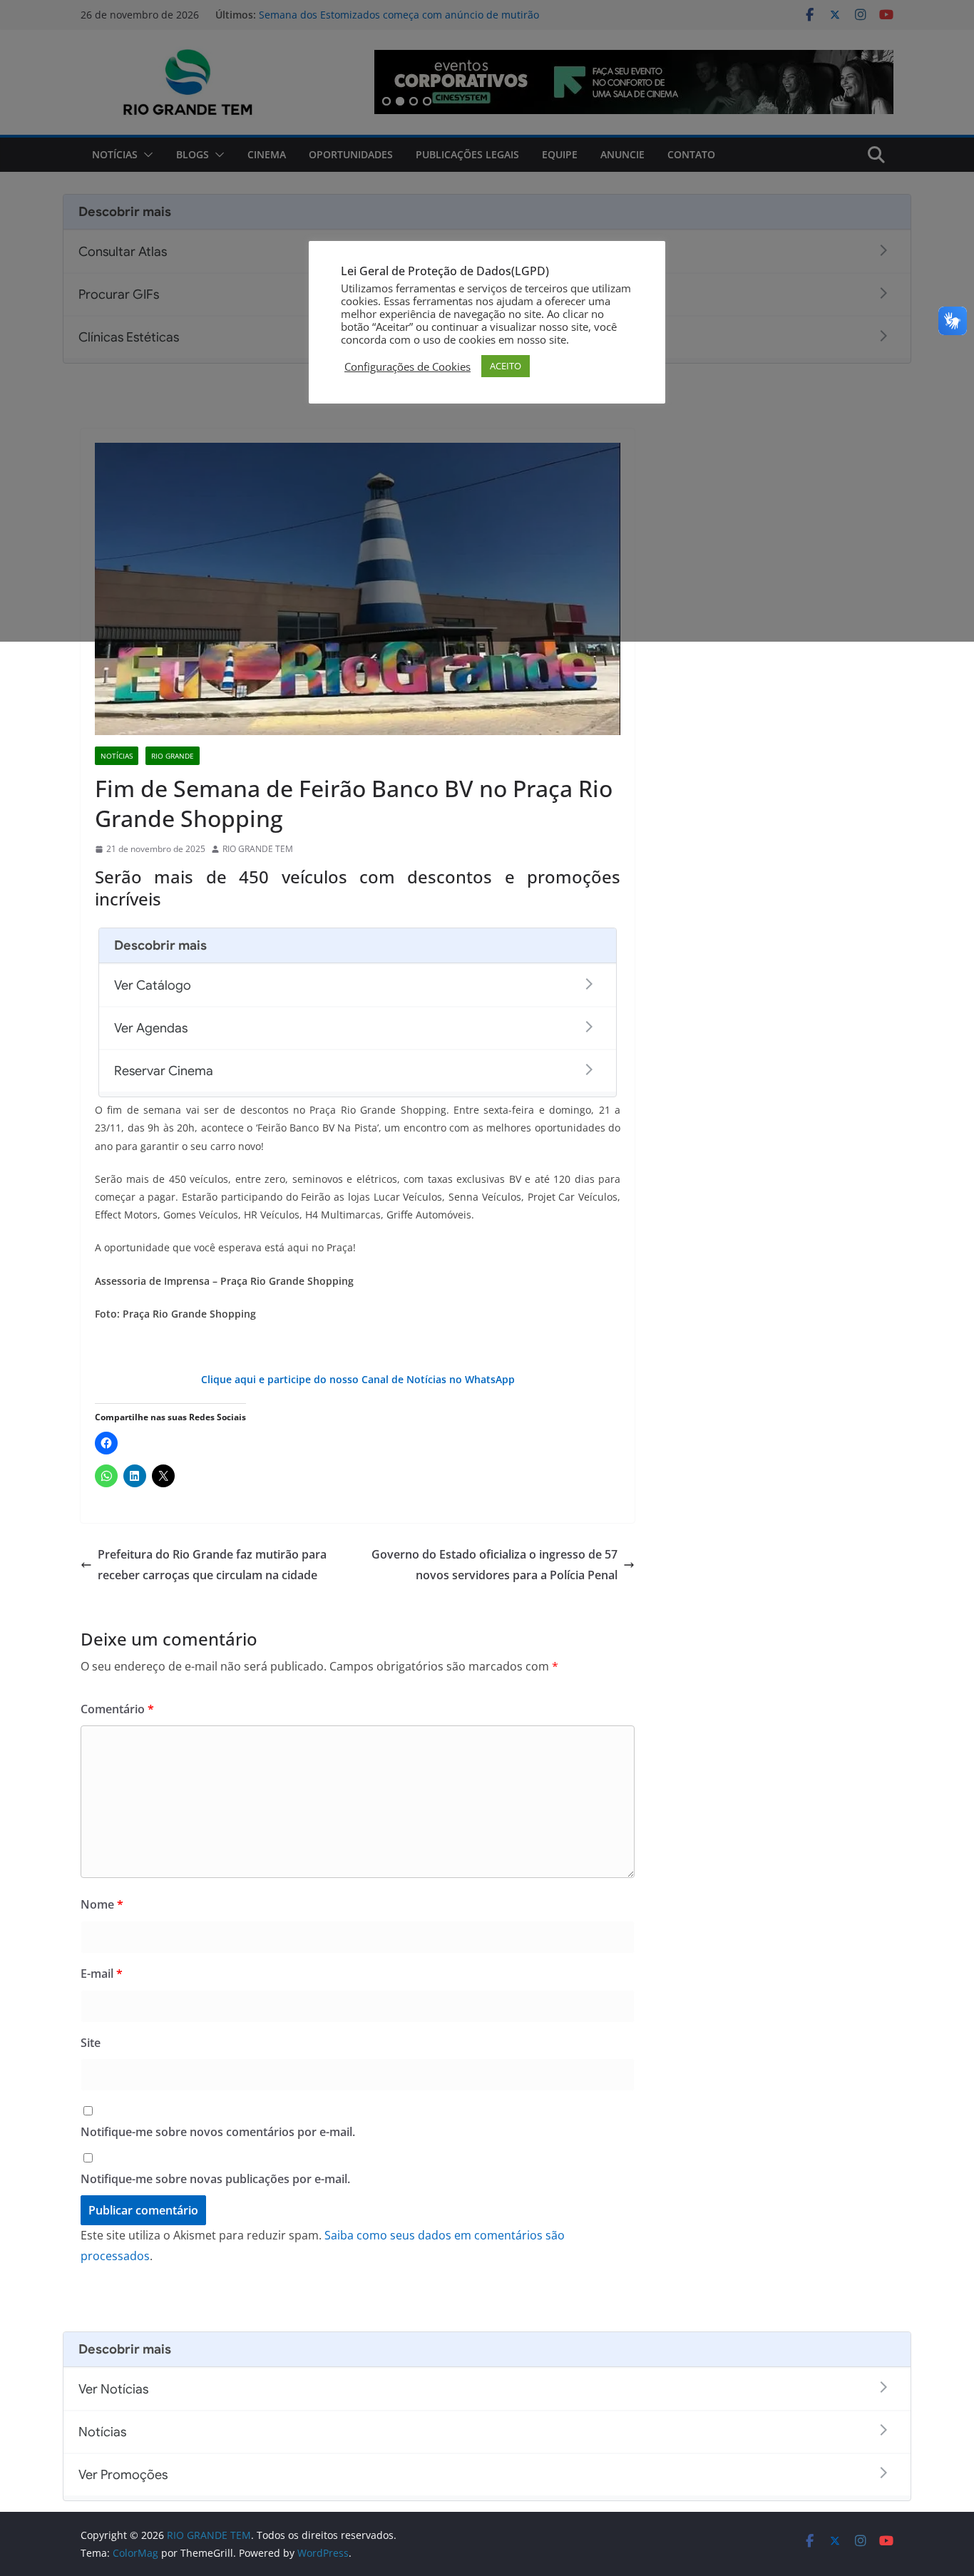 26 de novembro de 2026
Últimos: Semana dos Estomizados começa com anúncio de mutirão
RIO GRANDE TEM
eventos
CORPORATIVOS
CINESYSTEM
FAÇA SEU EVENTO
NO CONFORTO DE
UMA SALA DE CINEMA
NOTÍCIAS
BLOGS
CINEMA
OPORTUNIDADES
PUBLICAÇÕES LEGAIS
EQUIPE
ANUNCIE
CONTATO
Descobrir mais
Consultar Atlas
Procurar GIFs
Clínicas Estéticas
Lei Geral de Proteção de Dados(LGPD)
Utilizamos ferramentas e serviços de terceiros que utilizam
cookies. Essas ferramentas nos ajudam a oferecer uma
melhor experiência de navegação no site. Ao clicar no
botão “Aceitar” ou continuar a visualizar nosso site, você
concorda com o uso de cookies em nosso site.
Configurações de Cookies
ACEITO
Eu RioGrande
NOTÍCIAS
RIO GRANDE
Fim de Semana de Feirão Banco BV no Praça Rio
Grande Shopping
21 de novembro de 2025
RIO GRANDE TEM
Serão mais de 450 veículos com descontos e promoções
incríveis
Descobrir mais
Ver Catálogo
Ver Agendas
Reservar Cinema
O fim de semana vai ser de descontos no Praça Rio Grande Shopping. Entre sexta-feira e domingo, 21 a
23/11, das 9h às 20h, acontece o ‘Feirão Banco BV Na Pista’, um encontro com as melhores oportunidades do
ano para garantir o seu carro novo!
Serão mais de 450 veículos, entre zero, seminovos e elétricos, com taxas exclusivas BV e até 120 dias para
começar a pagar. Estarão participando do Feirão as lojas Lucar Veículos, Senna Veículos, Projet Car Veículos,
Effect Motors, Gomes Veículos, HR Veículos, H4 Multimarcas, Griffe Automóveis.
A oportunidade que você esperava está aqui no Praça!
Assessoria de Imprensa – Praça Rio Grande Shopping
Foto: Praça Rio Grande Shopping
Clique aqui e participe do nosso Canal de Notícias no WhatsApp
Compartilhe nas suas Redes Sociais
← Prefeitura do Rio Grande faz mutirão para
receber carroças que circulam na cidade
Governo do Estado oficializa o ingresso de 57 →
novos servidores para a Polícia Penal
Deixe um comentário
O seu endereço de e-mail não será publicado. Campos obrigatórios são marcados com *
Comentário *
Nome *
E-mail *
Site
Notifique-me sobre novos comentários por e-mail.
Notifique-me sobre novas publicações por e-mail.
Publicar comentário
Este site utiliza o Akismet para reduzir spam. Saiba como seus dados em comentários são
processados.
Descobrir mais
Ver Notícias
Notícias
Ver Promoções
Copyright © 2026 RIO GRANDE TEM. Todos os direitos reservados.
Tema: ColorMag por ThemeGrill. Powered by WordPress.